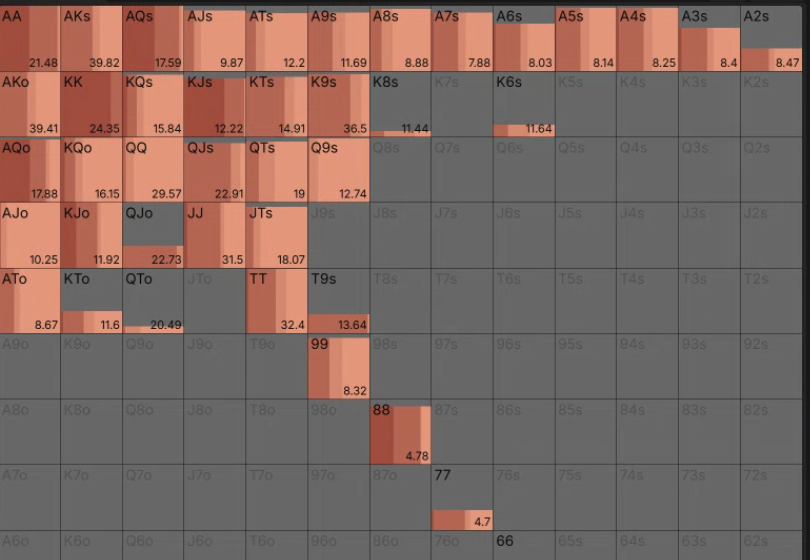 AA AKs AQs AJs ATs A9s A8s A7s A6s A5s A4s A3s A2s
21.48 39.82 17.59 9.87 12.2 11.69 8.88 7.88 8.03 8.14 8.25 8.4 8.47
AKo KK KQs KJs KTs K9s K8s K7s K6s K5s K4s K3s K2s
39.41 24.35 15.84 12.22 14.91 36.5 11.44 11.64
AQo KQo QQ QJs QTs Q9s Q8s Q7s Q6s Q5s Q4s Q3s Q2s
17.88 16.15 29.57 22.91 19 12.74
AJo KJo QJo JJ JTs J9s J8s J7s J6s J5s J4s J3s J2s
10.25 11.92 22.73 31.5 18.07
ATo KTo QTo JTo TT T9s T8s T7s T6s T5s T4s T3s T2s
8.67 11.6 20.49 32.4 13.64
A9o K9o Q9o J9o T9o 99 98s 97s 96s 95s 94s 93s 92s
8.32
A8o K8o Q8o J8o T8o 98o 88 87s 86s 85s 84s 83s 82s
4.78
A7o K7o Q7o J7o T7o 97o 87o 77 76s 75s 74s 73s 72s
4.7
A6o K6o Q6o J6o T6o 96o 86o 76o 66 65s 64s 63s 62s